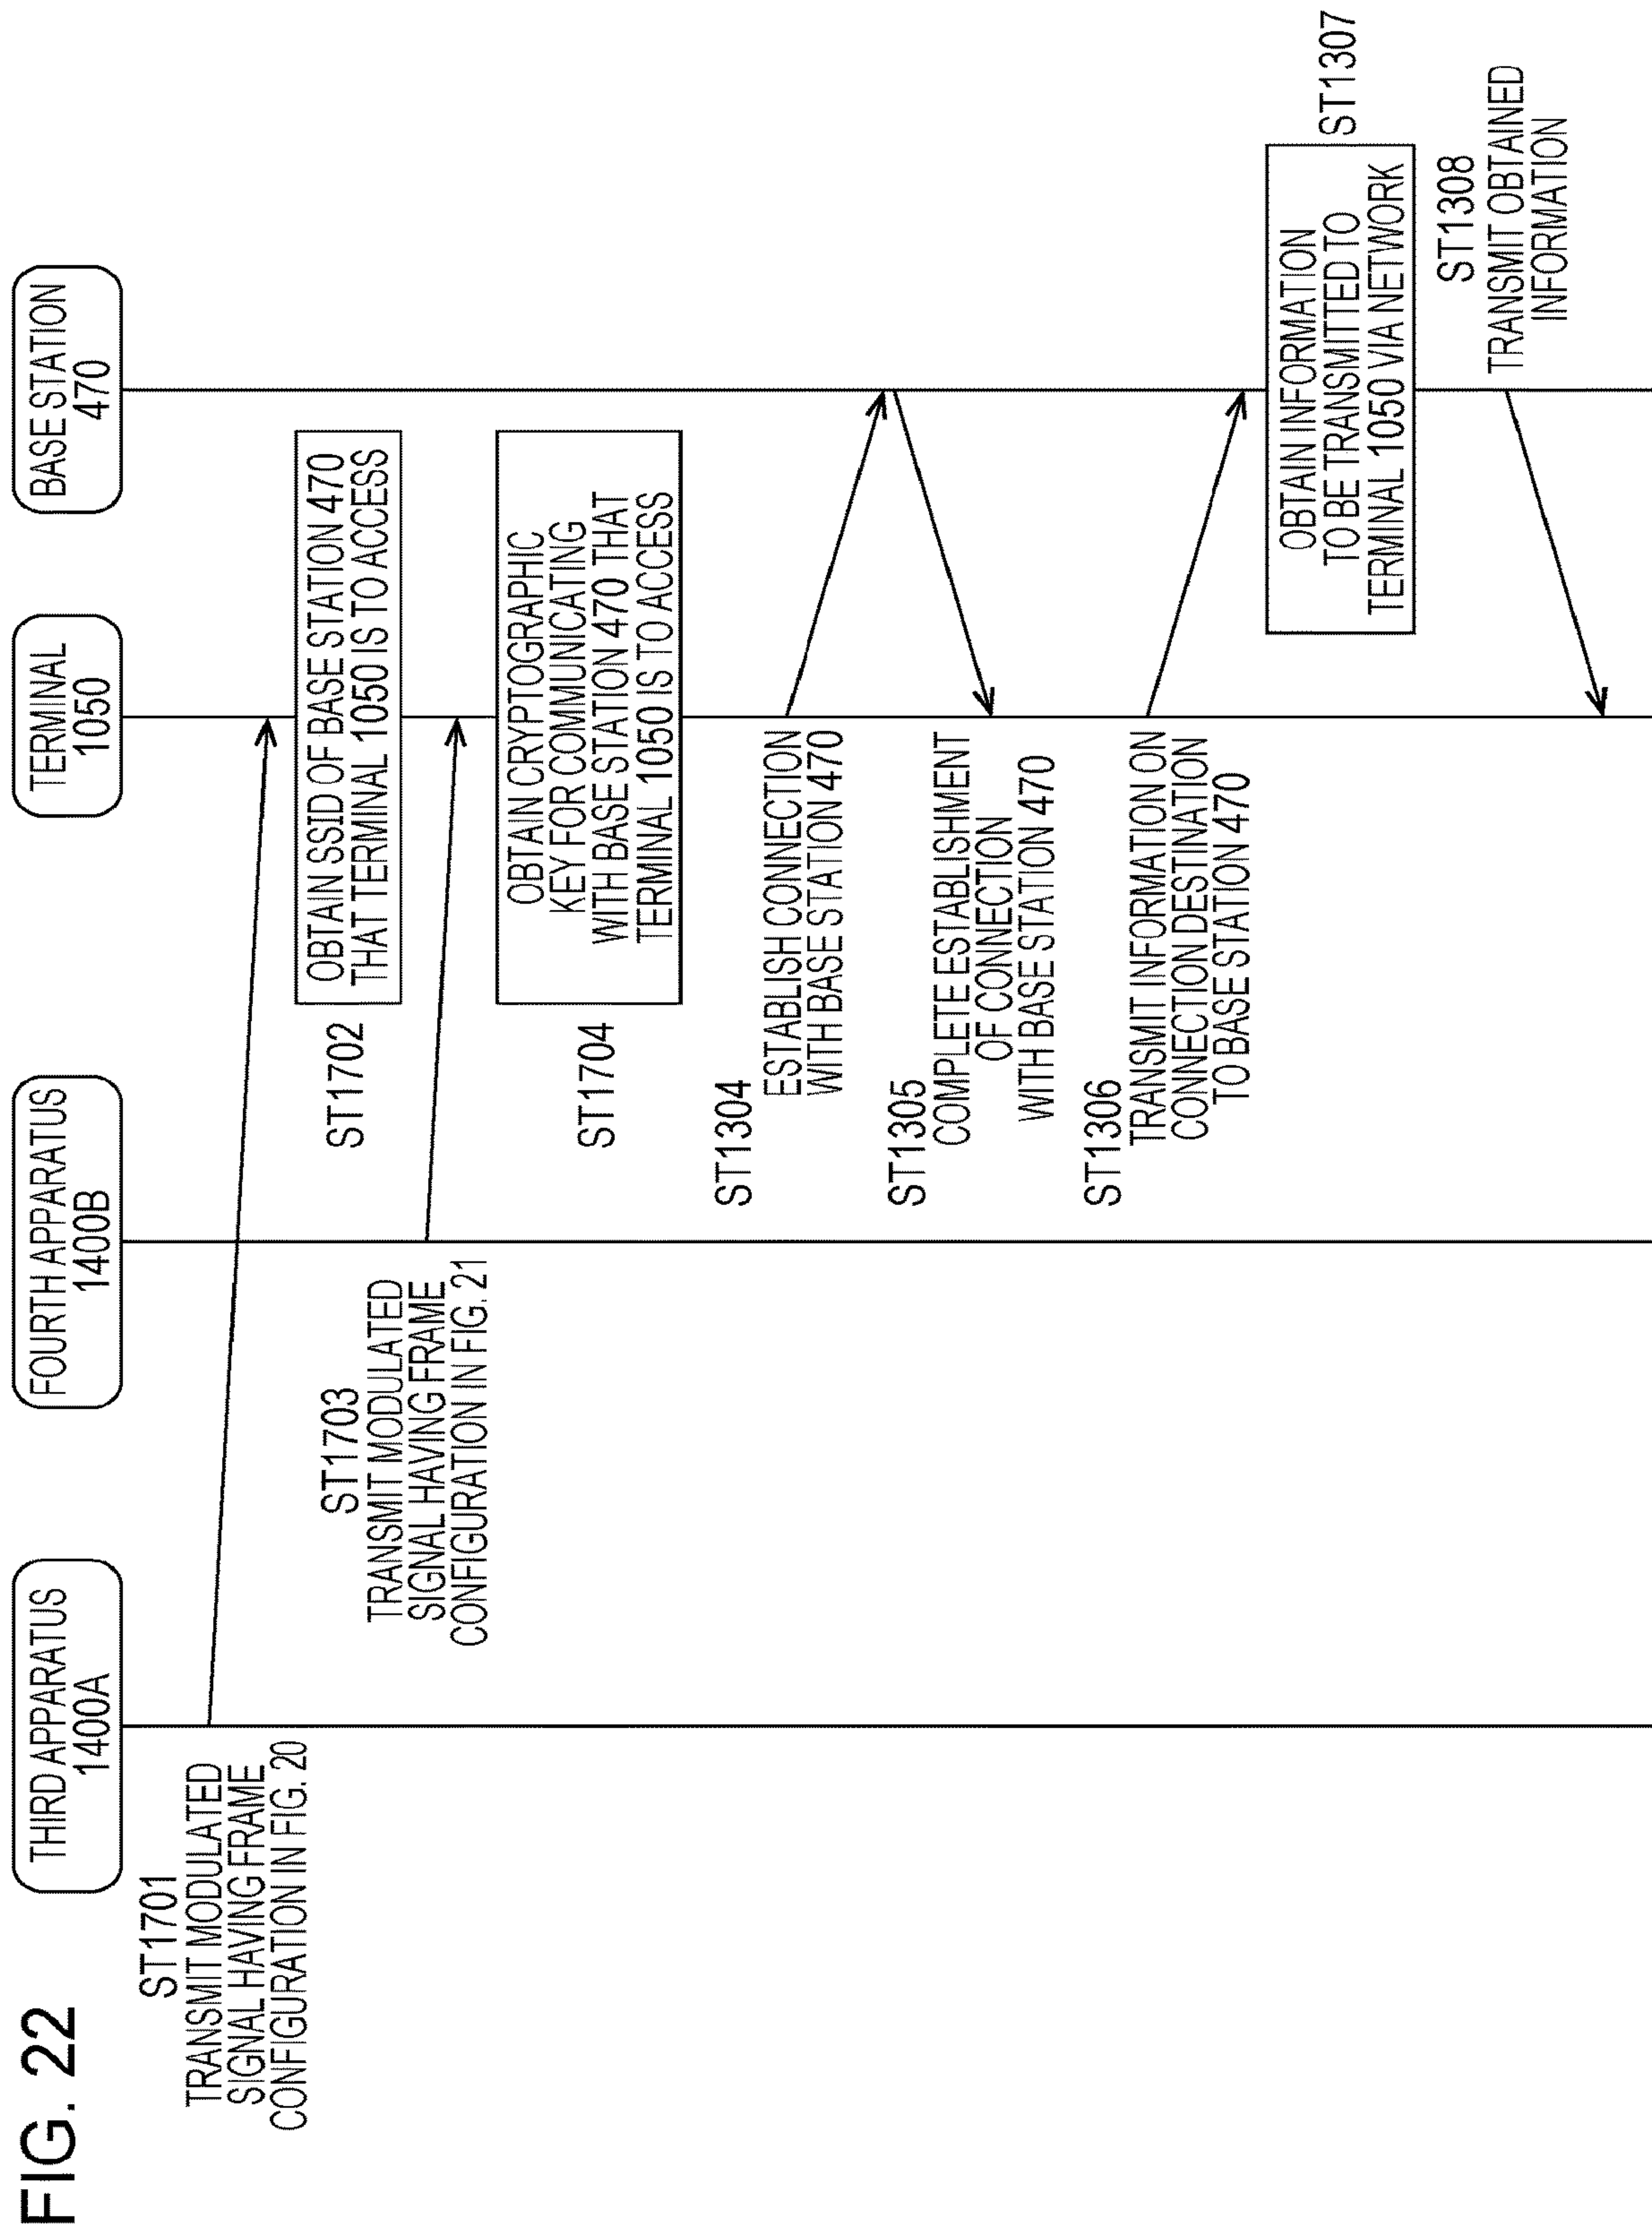 FIG. 22
THIRD APPARATUS
1400A
FOURTH APPARATUS
1400B
TERMINAL
1050
BASE STATION
470
ST1701
TRANSMIT MODULATED
SIGNAL HAVING FRAME
CONFIGURATION IN FIG. 20
ST1702
OBTAIN SSID OF BASE STATION 470
THAT TERMINAL 1050 IS TO ACCESS
ST1703
TRANSMIT MODULATED
SIGNAL HAVING FRAME
CONFIGURATION IN FIG. 21
ST1704
OBTAIN CRYPTOGRAPHIC
KEY FOR COMMUNICATING
WITH BASE STATION 470 THAT
TERMINAL 1050 IS TO ACCESS
ST1304
ESTABLISH CONNECTION
WITH BASE STATION 470
ST1305
COMPLETE ESTABLISHMENT
OF CONNECTION
WITH BASE STATION 470
ST1306
TRANSMIT INFORMATION ON
CONNECTION DESTINATION
TO BASE STATION 470
OBTAIN INFORMATION
TO BE TRANSMITTED TO
TERMINAL 1050 VIA NETWORK
ST1307
ST1308
TRANSMIT OBTAINED
INFORMATION